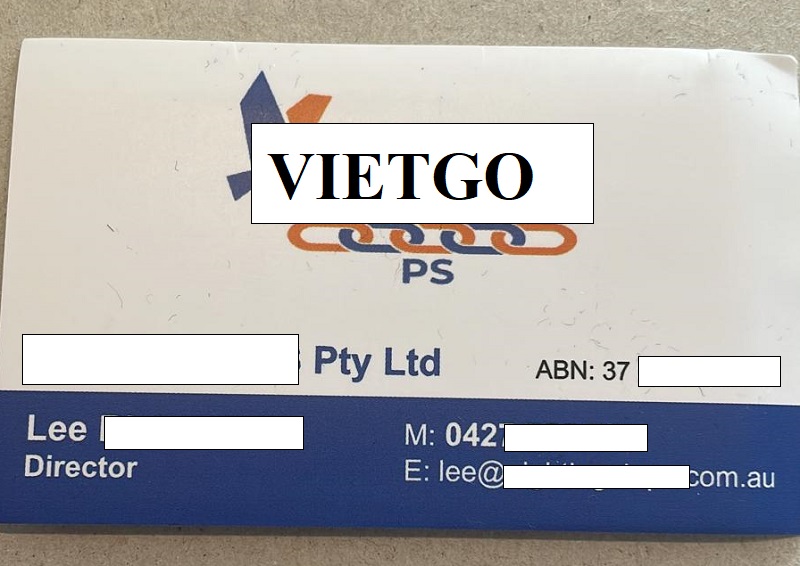 VIETGO
PS
Pty Ltd
ABN: 37
Lee
Director
M: 0427
E: lee@
com.au